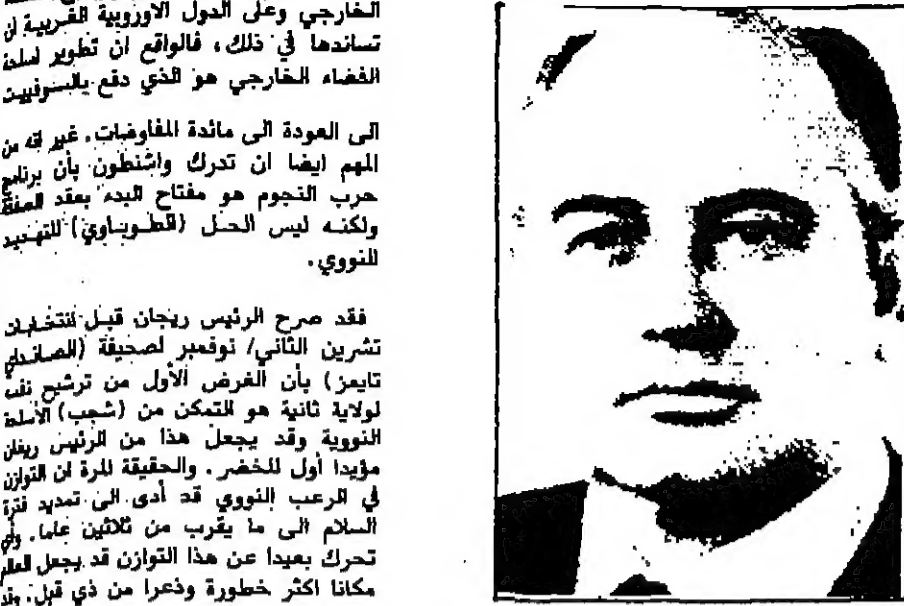 الخارجي وعلى الدول الاوروبية الغربية ان
تساندها في ذلك، فالواقع ان تطوير اسلحة
الفضاء الخارجي هو الذي دفع بالسوفييت
الى العودة الى مائدة المفاوضات. غير انه من
المهم ايضا ان تدرك واشنطون بأن برنامج
حرب النجوم هو مفتاح البدء بعقد الصفقة
ولكنه ليس الحل (الطوباوي) للتهديد
النووي.
فقد صرح الرئيس ريجان قبل انتخابات
تشرين الثاني/ نوفمبر لصحيفة (الصانداي
تايمز) بأن الغرض الأول من ترشيح نفسه
لولاية ثانية هو التمكن من (شجب) الأسلحة
النووية وقد يجعل هذا من الرئيس ريغان
مؤيدا أول للخضر. والحقيقة المرة ان التوازن
في الرعب النووي قد أدى الى تمديد فترة
السلام الى ما يقرب من ثلاثين عاما. وأي
تحرك بعيدا عن هذا التوازن قد يجعل العالم
مكانا اكثر خطورة وذعرا من ذي قبل. وقد